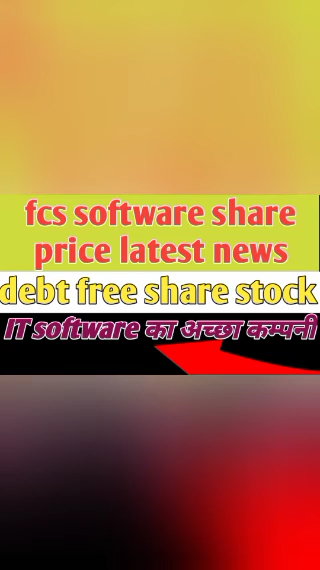 fcs software share
price latest news
debt free share stock
IT software का अच्छा कम्पनी